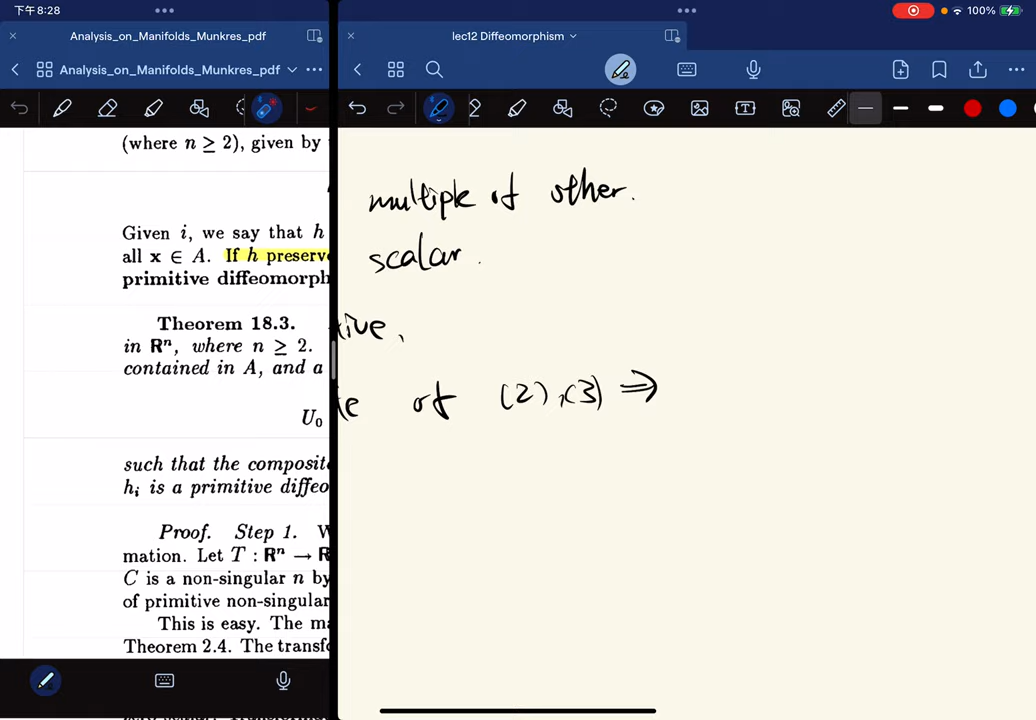 下午8:28
100%
Analysis_on_Manifolds_Munkres_pdf
lec12 Diffeomorphism
Analysis_on_Manifolds_Munkres_pdf
(where n ≥ 2), given by
Given i, we say that h
all x ∈ A. If h preserv
primitive diffeomorph
Theorem 18.3.
in Rⁿ, where n ≥ 2.
contained in A, and a
U₀
such that the composit
hᵢ is a primitive diffeo
Proof. Step 1. W
mation. Let T : Rⁿ → R
C is a non-singular n by
of primitive non-singular
This is easy. The ma
Theorem 2.4. The transf
multiple of other.
scalar.
tive,
of (2), (3) ⇒